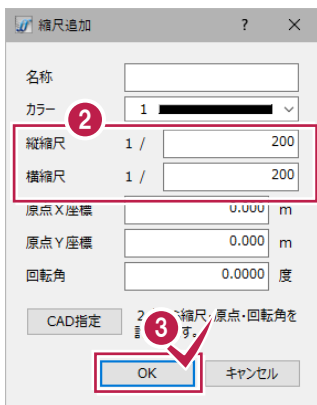 縮尺追加 ? ×
名称
カラー 1
2
縦縮尺 1 / 200
横縮尺 1 / 200
原点X座標 0.000 m
原点Y座標 0.000 m
回転角 0.0000 度
CAD指定 2 縮尺・原点・回転角を
す。
3
OK キャンセル